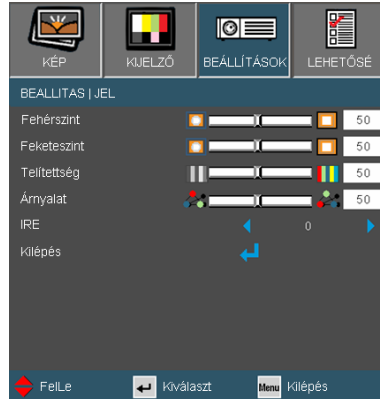 KÉP KIJELZŐ BEÁLLÍTÁSOK LEHETŐSÉ
BEALLITAS | JEL
Fehérszint 50
Feketeszint 50
Telítettség 50
Árnyalat 50
IRE 0
Kilépés
FelLe Kiválaszt Menu Kilépés